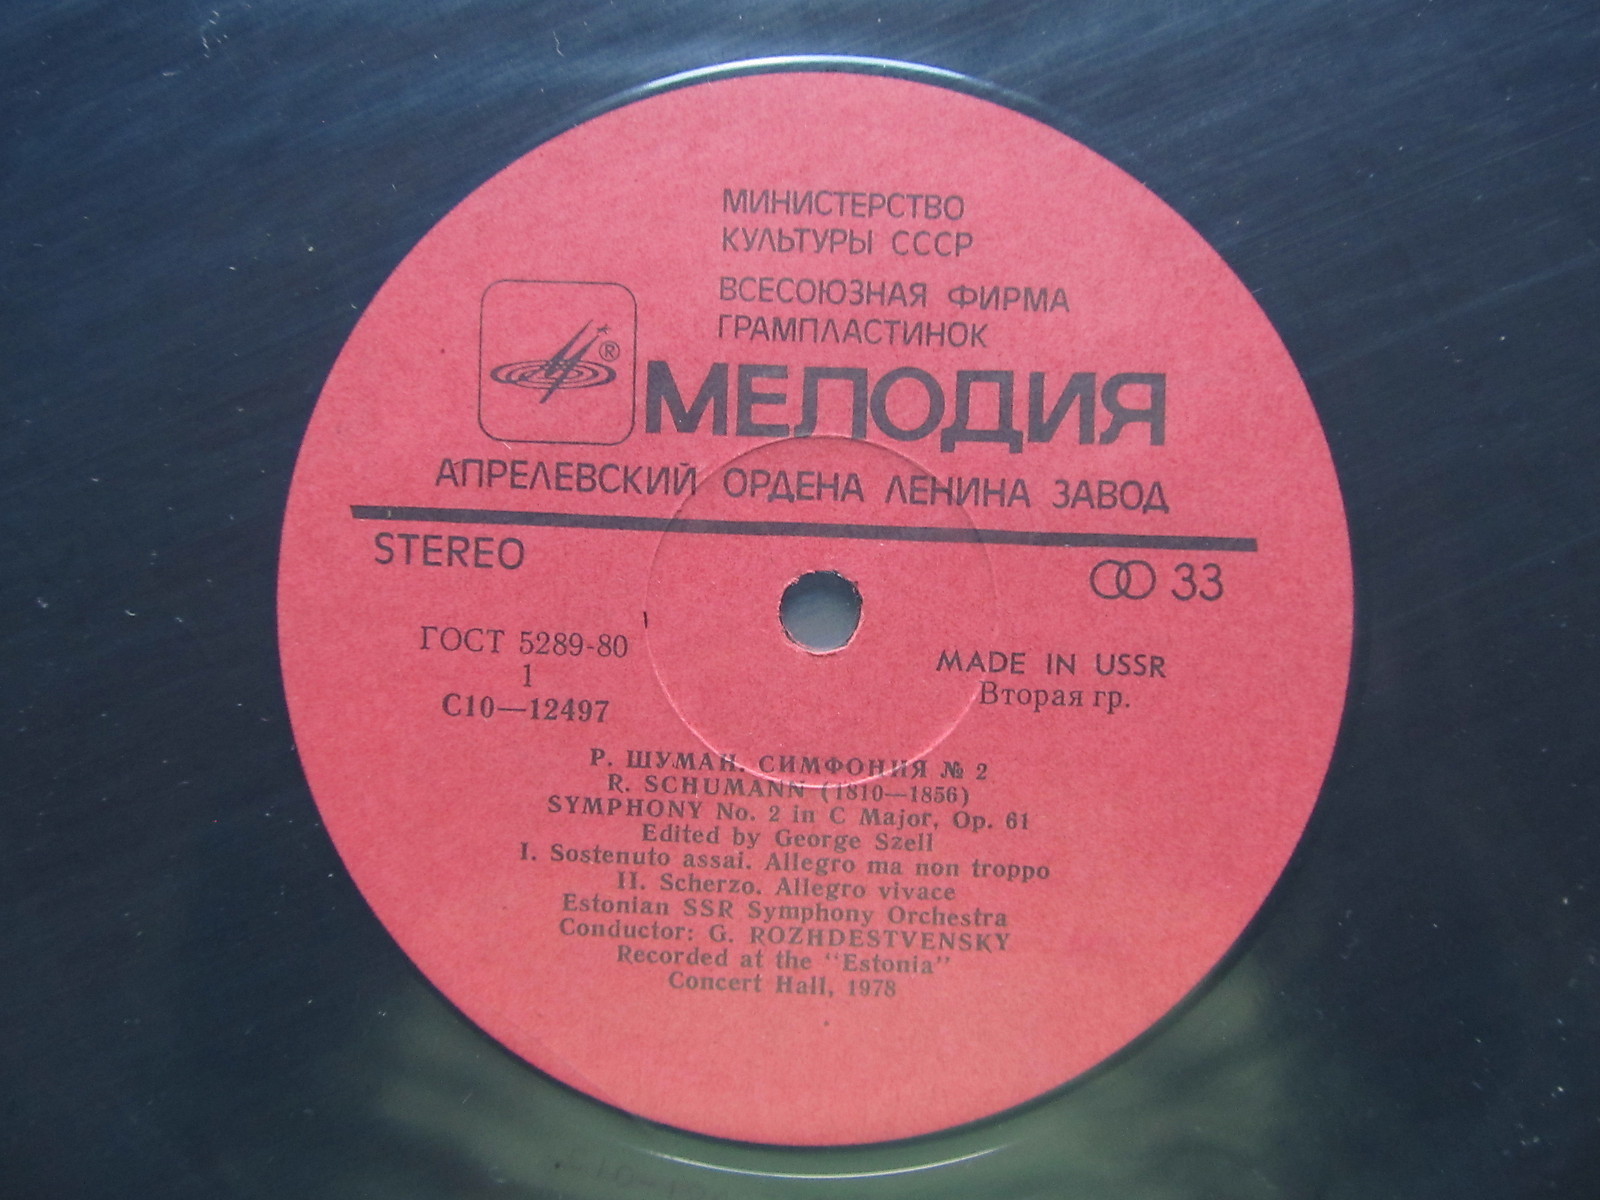 МИНИСТЕРСТВО
КУЛЬТУРЫ СССР
ВСЕСОЮЗНАЯ ФИРМА
ГРАМПЛАСТИНОК
®
МЕЛОДИЯ
АПРЕЛЕВСКИЙ ОРДЕНА ЛЕНИНА ЗАВОД
STEREO
33
ГОСТ 5289-80
1
С10—12497
MADE IN USSR
Вторая гр.
Р. ШУМАН. СИМФОНИЯ № 2
R. SCHUMANN (1810—1856)
SYMPHONY No. 2 in C Major, Op. 61
Edited by George Szell
I. Sostenuto assai. Allegro ma non troppo
II. Scherzo. Allegro vivace
Estonian SSR Symphony Orchestra
Conductor: G. ROZHDESTVENSKY
Recorded at the "Estonia"
Concert Hall, 1978